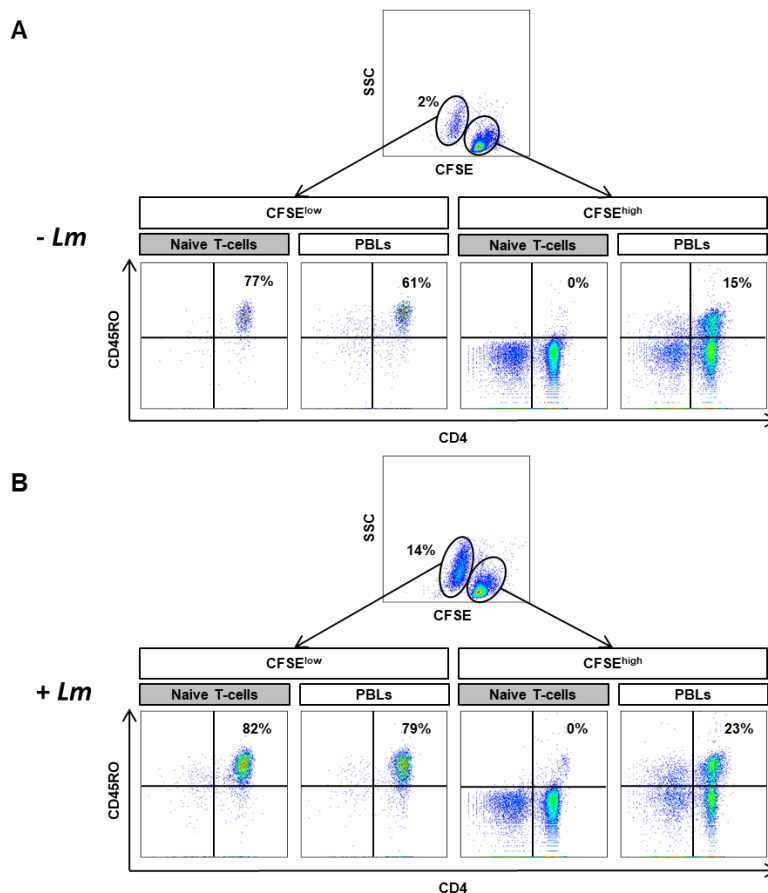 A
SSC
2%
CFSE
CFSElow CFSEhigh
- Lm
Naive T-cells PBLs Naive T-cells PBLs
77% 61% 0% 15%
CD45RO
CD4
B
SSC
14%
CFSE
CFSElow CFSEhigh
+ Lm
Naive T-cells PBLs Naive T-cells PBLs
82% 79% 0% 23%
CD45RO
CD4